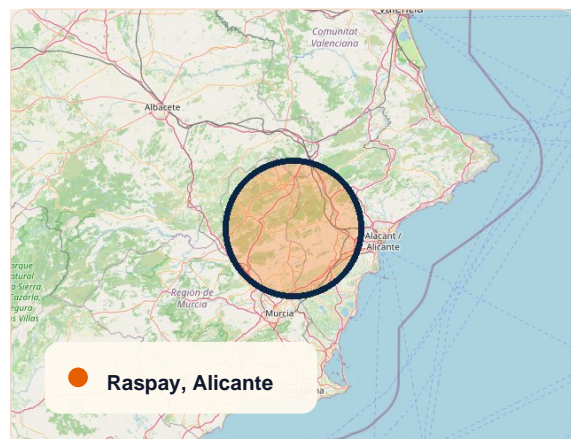 València
Comunitat
Valenciana
Albacete
Alacant /
Alicante
Región de
Murcia
Murcia
Raspay, Alicante